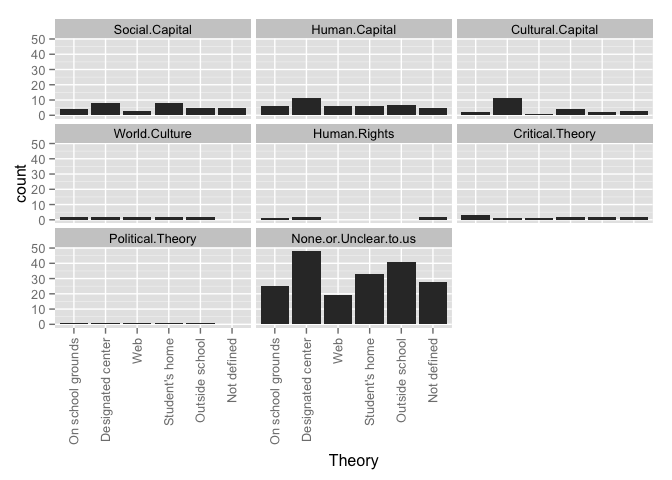 Social.Capital
Human.Capital
Cultural.Capital
50
40
30
20
10
0
World.Culture
Human.Rights
Critical.Theory
50
40
30
20
10
0
Political.Theory
None.or.Unclear.to.us
50
40
30
20
10
0
count
On school grounds
Designated center
Web
Student's home
Outside school
Not defined
On school grounds
Designated center
Web
Student's home
Outside school
Not defined
Theory